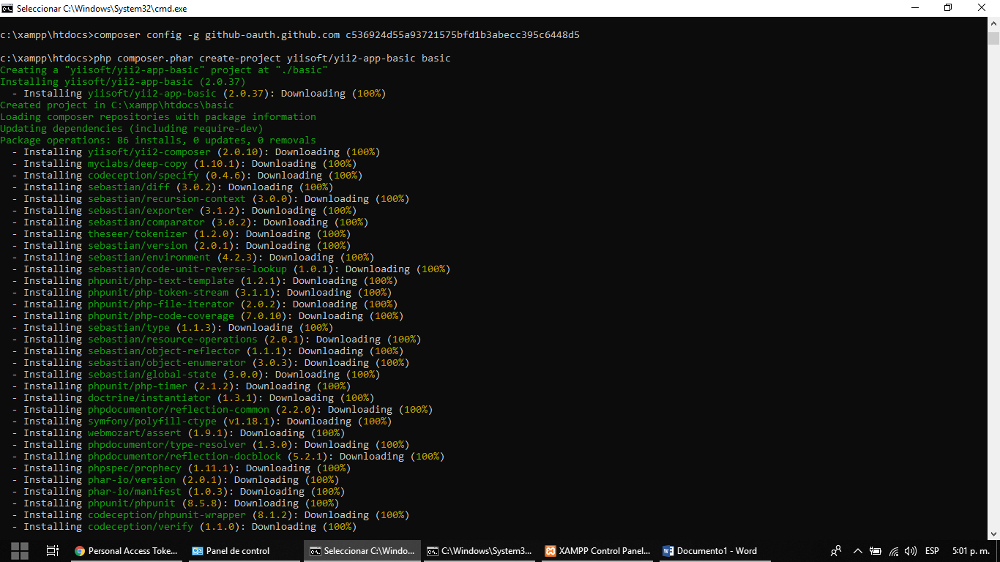 Seleccionar C:\Windows\System32\cmd.exe
c:\xampp\htdocs>composer config -g github-oauth.github.com c536924d55a93721575bfd1b3abecc395c6448d5
c:\xampp\htdocs>php composer.phar create-project yiisoft/yii2-app-basic basic
Creating a "yiisoft/yii2-app-basic" project at "./basic"
Installing yiisoft/yii2-app-basic (2.0.37)
  - Installing yiisoft/yii2-app-basic (2.0.37): Downloading (100%)
Created project in C:\xampp\htdocs\basic
Loading composer repositories with package information
Updating dependencies (including require-dev)
Package operations: 86 installs, 0 updates, 0 removals
  - Installing yiisoft/yii2-composer (2.0.10): Downloading (100%)
  - Installing myclabs/deep-copy (1.10.1): Downloading (100%)
  - Installing codeception/specify (0.4.6): Downloading (100%)
  - Installing sebastian/diff (3.0.2): Downloading (100%)
  - Installing sebastian/recursion-context (3.0.0): Downloading (100%)
  - Installing sebastian/exporter (3.1.2): Downloading (100%)
  - Installing sebastian/comparator (3.0.2): Downloading (100%)
  - Installing theseer/tokenizer (1.2.0): Downloading (100%)
  - Installing sebastian/version (2.0.1): Downloading (100%)
  - Installing sebastian/environment (4.2.3): Downloading (100%)
  - Installing sebastian/code-unit-reverse-lookup (1.0.1): Downloading (100%)
  - Installing phpunit/php-text-template (1.2.1): Downloading (100%)
  - Installing phpunit/php-token-stream (3.1.1): Downloading (100%)
  - Installing phpunit/php-file-iterator (2.0.2): Downloading (100%)
  - Installing phpunit/php-code-coverage (7.0.10): Downloading (100%)
  - Installing sebastian/type (1.1.3): Downloading (100%)
  - Installing sebastian/resource-operations (2.0.1): Downloading (100%)
  - Installing sebastian/object-reflector (1.1.1): Downloading (100%)
  - Installing sebastian/object-enumerator (3.0.3): Downloading (100%)
  - Installing sebastian/global-state (3.0.0): Downloading (100%)
  - Installing phpunit/php-timer (2.1.2): Downloading (100%)
  - Installing doctrine/instantiator (1.3.1): Downloading (100%)
  - Installing phpdocumentor/reflection-common (2.2.0): Downloading (100%)
  - Installing symfony/polyfill-ctype (v1.18.1): Downloading (100%)
  - Installing webmozart/assert (1.9.1): Downloading (100%)
  - Installing phpdocumentor/type-resolver (1.3.0): Downloading (100%)
  - Installing phpdocumentor/reflection-docblock (5.2.1): Downloading (100%)
  - Installing phpspec/prophecy (1.11.1): Downloading (100%)
  - Installing phar-io/version (2.0.1): Downloading (100%)
  - Installing phar-io/manifest (1.0.3): Downloading (100%)
  - Installing phpunit/phpunit (8.5.8): Downloading (100%)
  - Installing codeception/phpunit-wrapper (8.1.2): Downloading (100%)
  - Installing codeception/verify (1.1.0): Downloading (100%)
Personal Access Toke... Panel de control Seleccionar C:\Windo... C:\Windows\System3... XAMPP Control Panel... Documento1 - Word ESP 5:01 p. m.